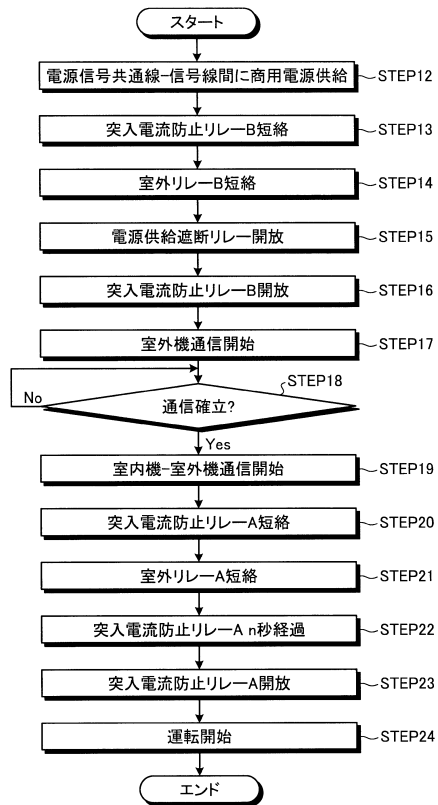 スタート
電源信号共通線−信号線間に商用電源供給 STEP12
突入電流防止リレーB短絡 STEP13
室外リレーB短絡 STEP14
電源供給遮断リレー開放 STEP15
突入電流防止リレーB開放 STEP16
室外機通信開始 STEP17
STEP18
No 通信確立?
Yes
室内機−室外機通信開始 STEP19
突入電流防止リレーA短絡 STEP20
室外リレーA短絡 STEP21
突入電流防止リレーA n秒経過 STEP22
突入電流防止リレーA開放 STEP23
運転開始 STEP24
エンド